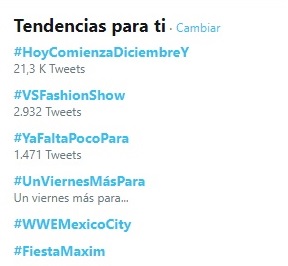 Tendencias para ti · Cambiar
#HoyComienzaDiciembreY
21,3 K Tweets
#VSFashionShow
2.932 Tweets
#YaFaltaPocoPara
1.471 Tweets
#UnViernesMásPara
Un viernes más para...
#WWEMexicoCity
#FiestaMaxim